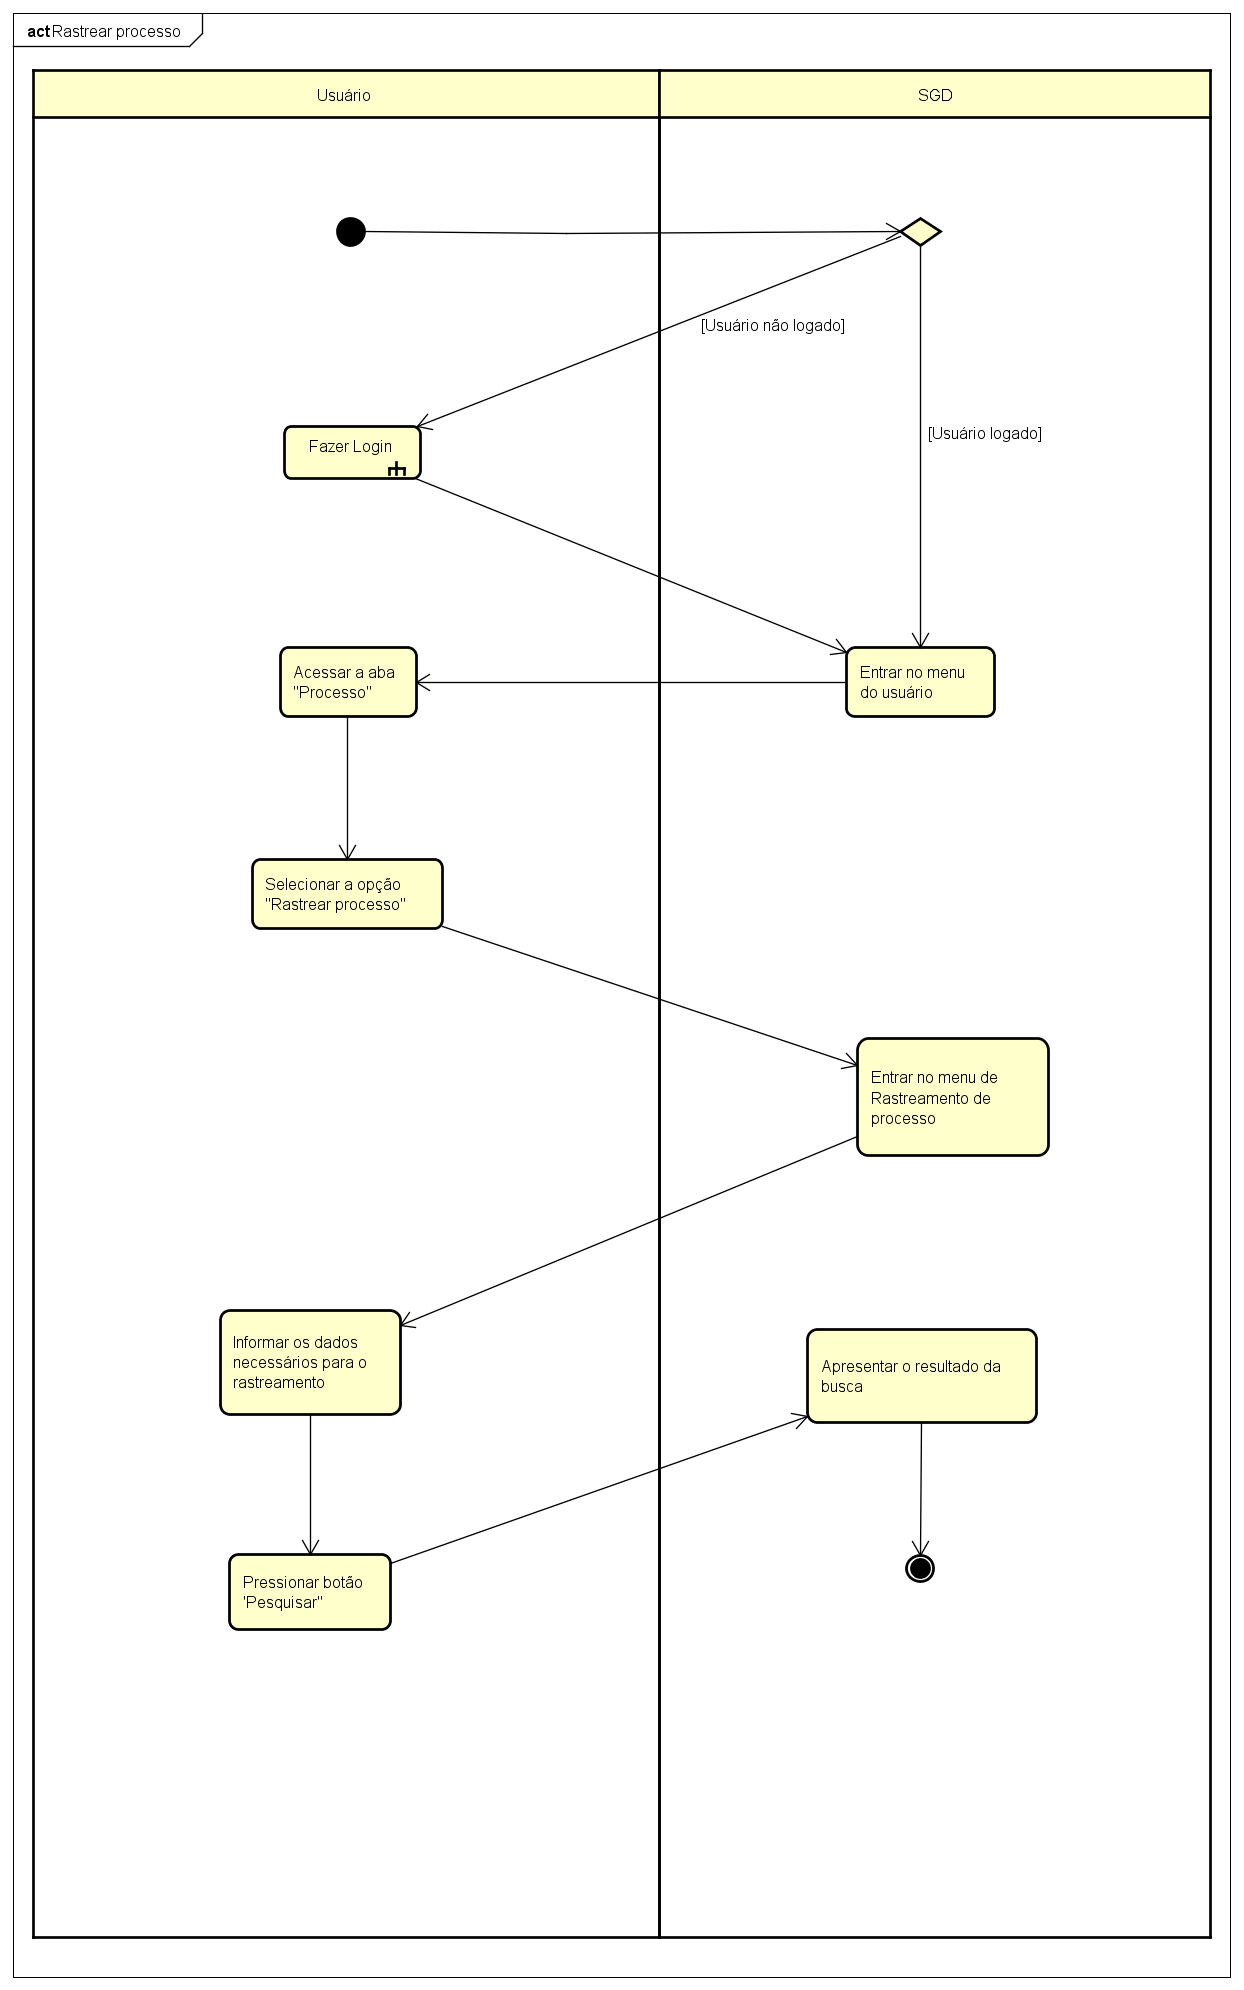 act Rastrear processo
Usuário
SGD
[Usuário não logado]
[Usuário logado]
Fazer Login
Acessar a aba
"Processo"
Entrar no menu
do usuário
Selecionar a opção
"Rastrear processo"
Entrar no menu de
Rastreamento de
processo
Informar os dados
necessários para o
rastreamento
Apresentar o resultado da
busca
Pressionar botão
'Pesquisar"